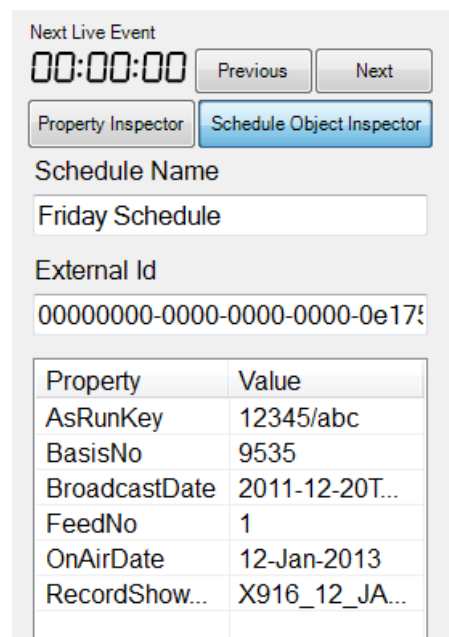 Next Live Event
00:00:00 Previous Next
Property Inspector Schedule Object Inspector
Schedule Name
Friday Schedule
External Id
00000000-0000-0000-0000-0e175
Property Value
AsRunKey 12345/abc
BasisNo 9535
BroadcastDate 2011-12-20T...
FeedNo 1
OnAirDate 12-Jan-2013
RecordShow... X916_12_JA...